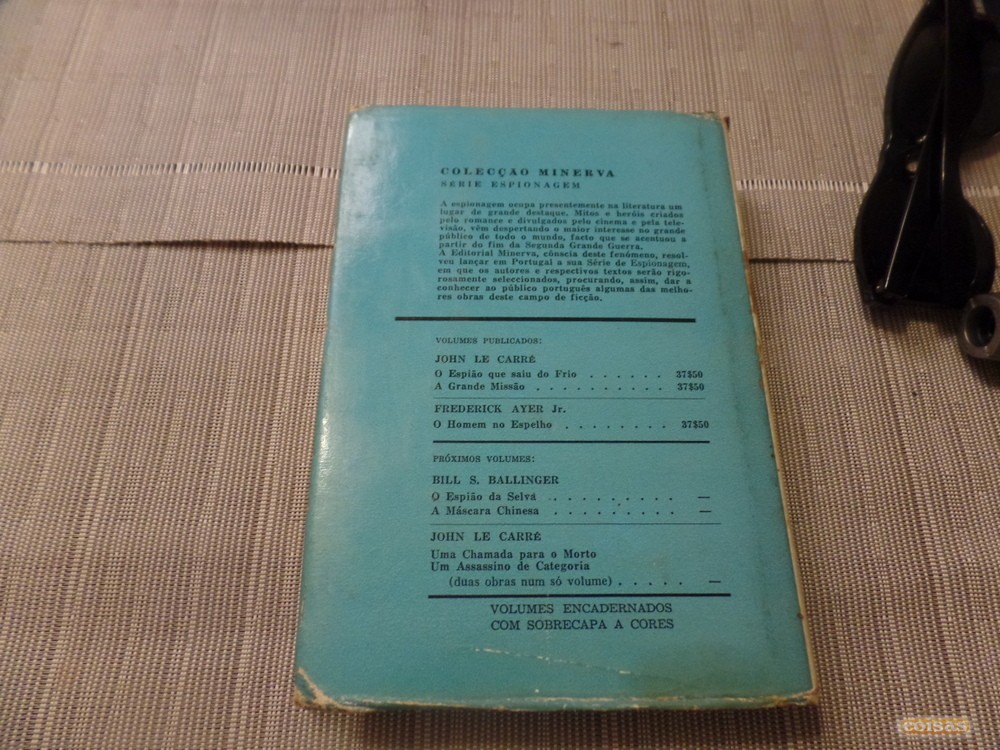 COLECÇÃO MINERVA
SÉRIE ESPIONAGEM
A espionagem ocupa presentemente na literatura um
lugar de grande destaque. Mitos e heróis criados
pelo romance e divulgados pelo cinema e pela tele-
visão, vêm despertando o maior interesse no grande
público de todo o mundo, facto que se acentuou a
partir do fim da Segunda Grande Guerra.
A Editorial Minerva, cônscia deste fenómeno, resol-
veu lançar em Portugal a sua Série de Espionagem,
em que os autores e respectivos textos serão rigo-
rosamente seleccionados, procurando, assim, dar a
conhecer ao público português algumas das melho-
res obras deste campo de ficção.
VOLUMES PUBLICADOS:
JOHN LE CARRÉ
O Espião que saiu do Frio . . . . . . 37$50
A Grande Missão . . . . . . . . . . 37$50
FREDERICK AYER Jr.
O Homem no Espelho . . . . . . . . 37$50
PRÓXIMOS VOLUMES:
BILL S. BALLINGER
O Espião da Selva . . . . . . . . . . —
A Máscara Chinesa . . . . . . . . . —
JOHN LE CARRÉ
Uma Chamada para o Morto
Um Assassino de Categoria
(duas obras num só volume) . . . . . —
VOLUMES ENCADERNADOS
COM SOBRECAPA A CORES
coisas